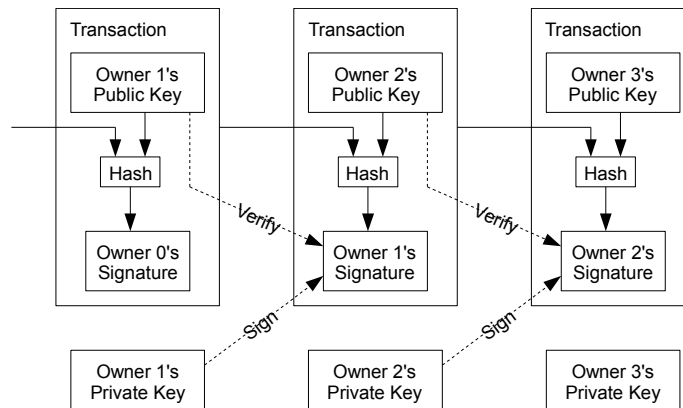 Transaction
Owner 1's
Public Key
Hash
Owner 0's
Signature
Transaction
Owner 2's
Public Key
Hash
Verify
Owner 1's
Signature
Transaction
Owner 3's
Public Key
Hash
Verify
Owner 2's
Signature
Sign
Sign
Owner 1's
Private Key
Owner 2's
Private Key
Owner 3's
Private Key